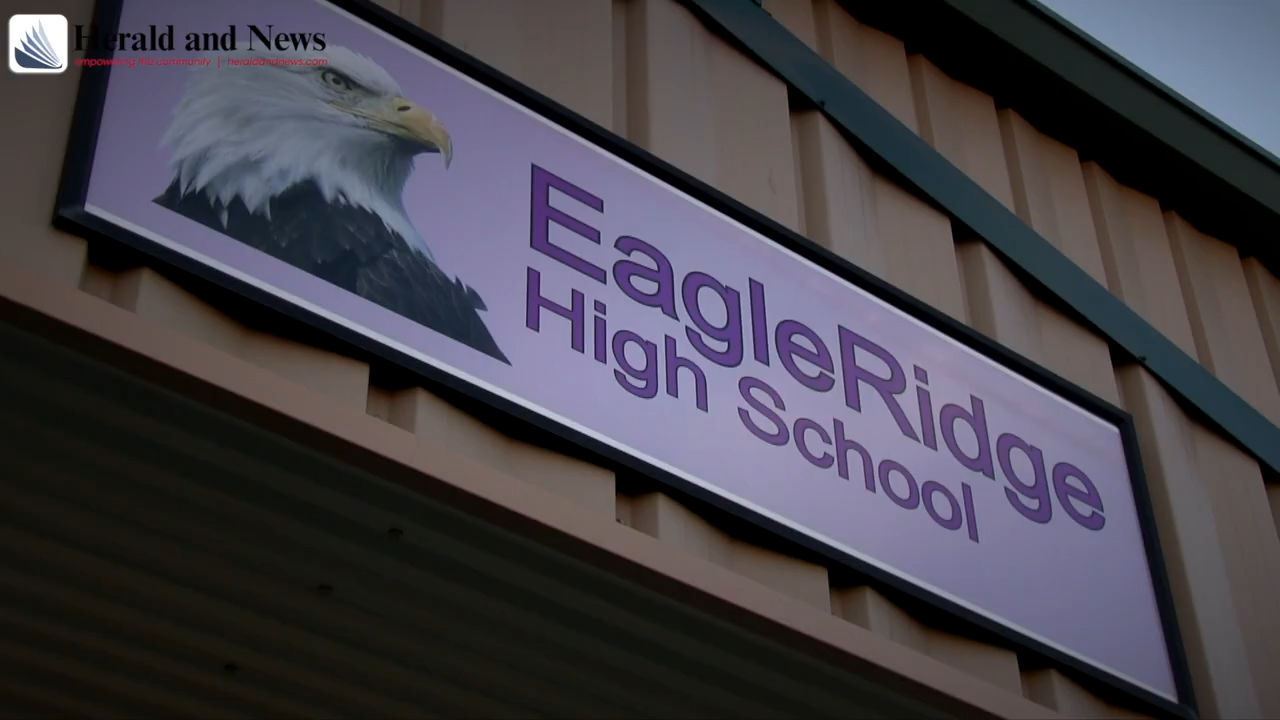 Herald and News
empowering the community | heraldandnews.com
EagleRidge
High School